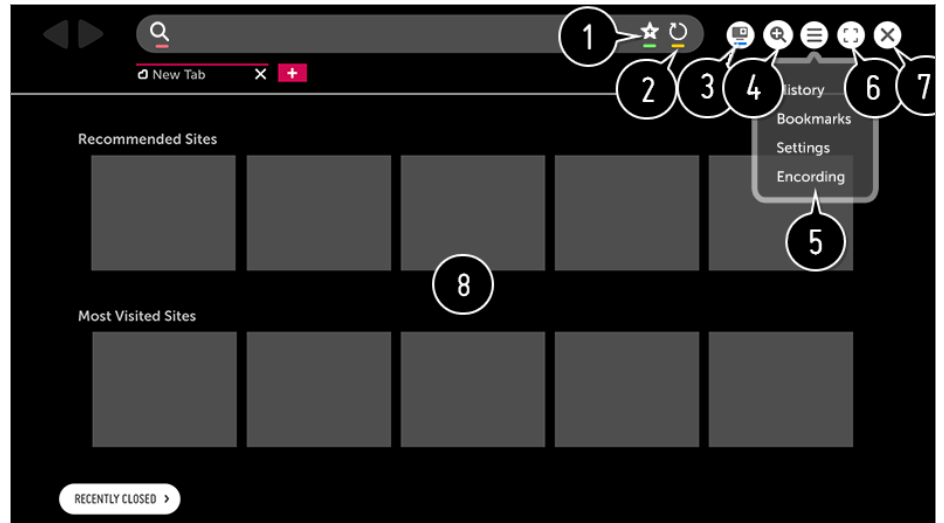 1
New Tab
2
3
4
6
7
History
Bookmarks
Settings
Encording
Recommended Sites
5
8
Most Visited Sites
RECENTLY CLOSED